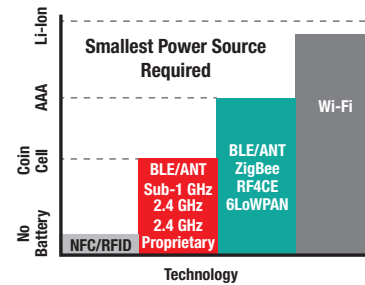 Smallest Power Source
Required
Li-Ion
AAA
Coin
Cell
No
Battery
NFC/RFID
BLE/ANT
Sub-1 GHz
2.4 GHz
2.4 GHz
Proprietary
BLE/ANT
ZigBee
RF4CE
6LoWPAN
Wi-Fi
Technology